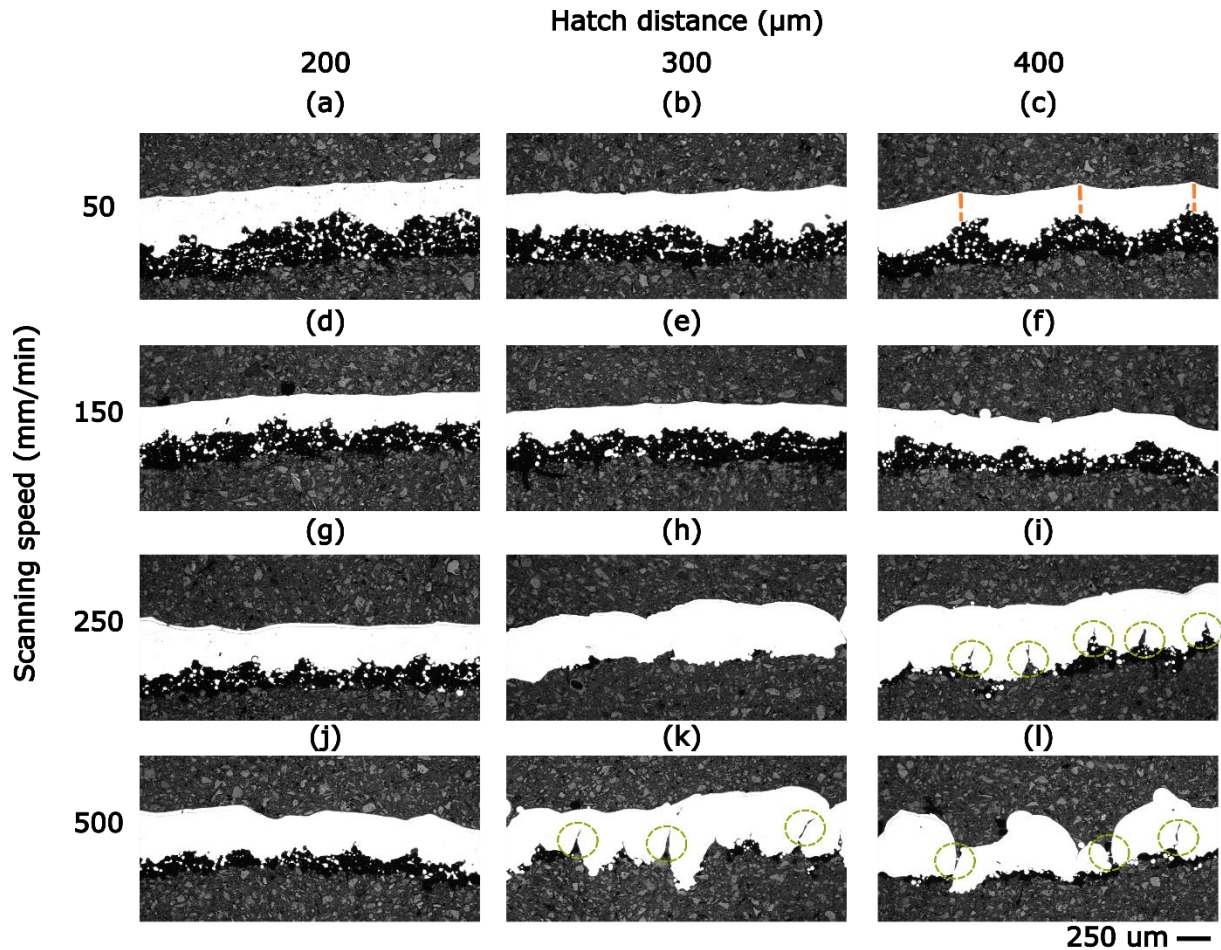 Hatch distance (µm)
200 300 400
(a) (b) (c)
50
(d) (e) (f)
150
(g) (h) (i)
250
(j) (k) (l)
500
Scanning speed (mm/min)
250 um